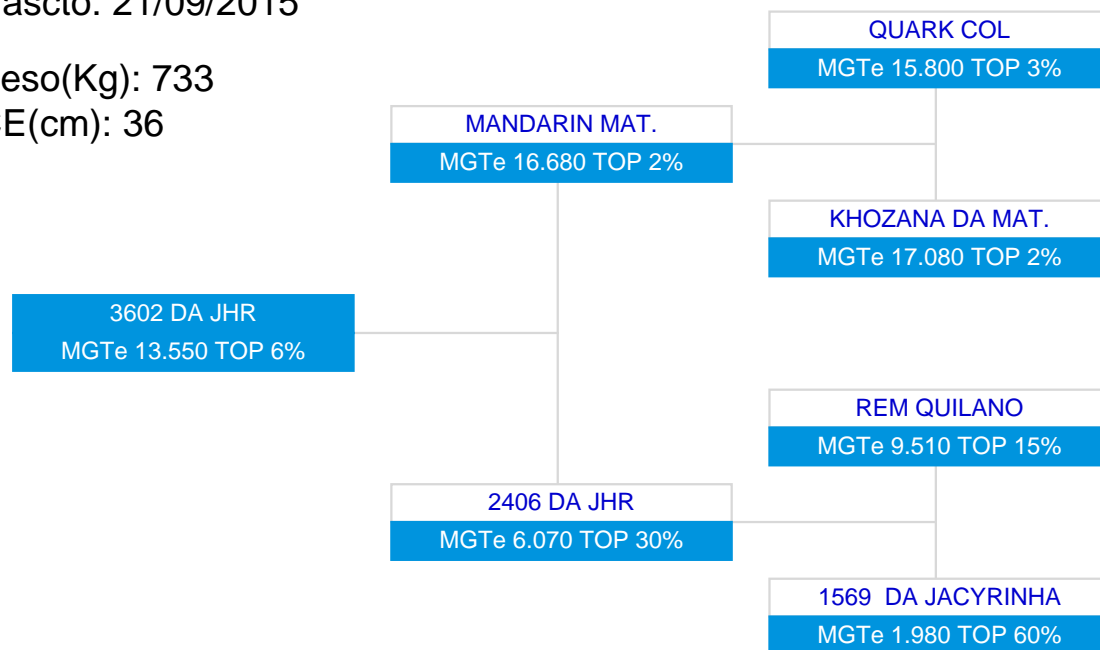 ascto: 21/09/2015
eso(Kg): 733
E(cm): 36
QUARK COL
MGTe 15.800 TOP 3%
MANDARIN MAT.
MGTe 16.680 TOP 2%
KHOZANA DA MAT.
MGTe 17.080 TOP 2%
3602 DA JHR
MGTe 13.550 TOP 6%
REM QUILANO
MGTe 9.510 TOP 15%
2406 DA JHR
MGTe 6.070 TOP 30%
1569 DA JACYRINHA
MGTe 1.980 TOP 60%